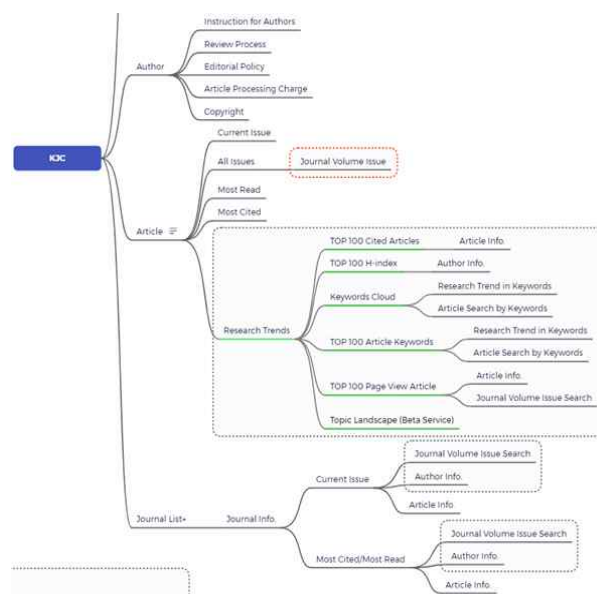 Instruction for Authors
Review Process
Author
Editorial Policy
Article Processing Charge
Copyright
Current Issue
KJC
All Issues
Journal Volume Issue
Most Read
Most Cited
Article
TOP 100 Cited Articles
Article Info.
TOP 100 H-index
Author Info.
Keywords Cloud
Research Trend in Keywords
Article Search by Keywords
Research Trends
TOP 100 Article Keywords
Research Trend in Keywords
Article Search by Keywords
TOP 100 Page View Article
Article Info.
Journal Volume Issue Search
Topic Landscape (Beta Service)
Journal List+
Journal Info.
Current Issue
Journal Volume Issue Search
Author Info.
Article Info
Most Cited/Most Read
Journal Volume Issue Search
Author Info.
Article Info.